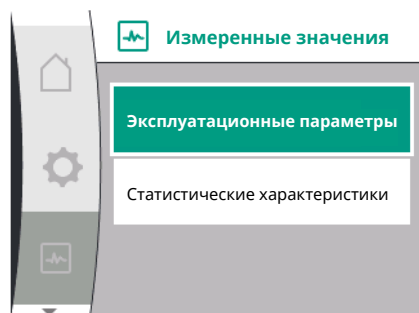 Измеренные значения
Эксплуатационные параметры
Статистические характеристики